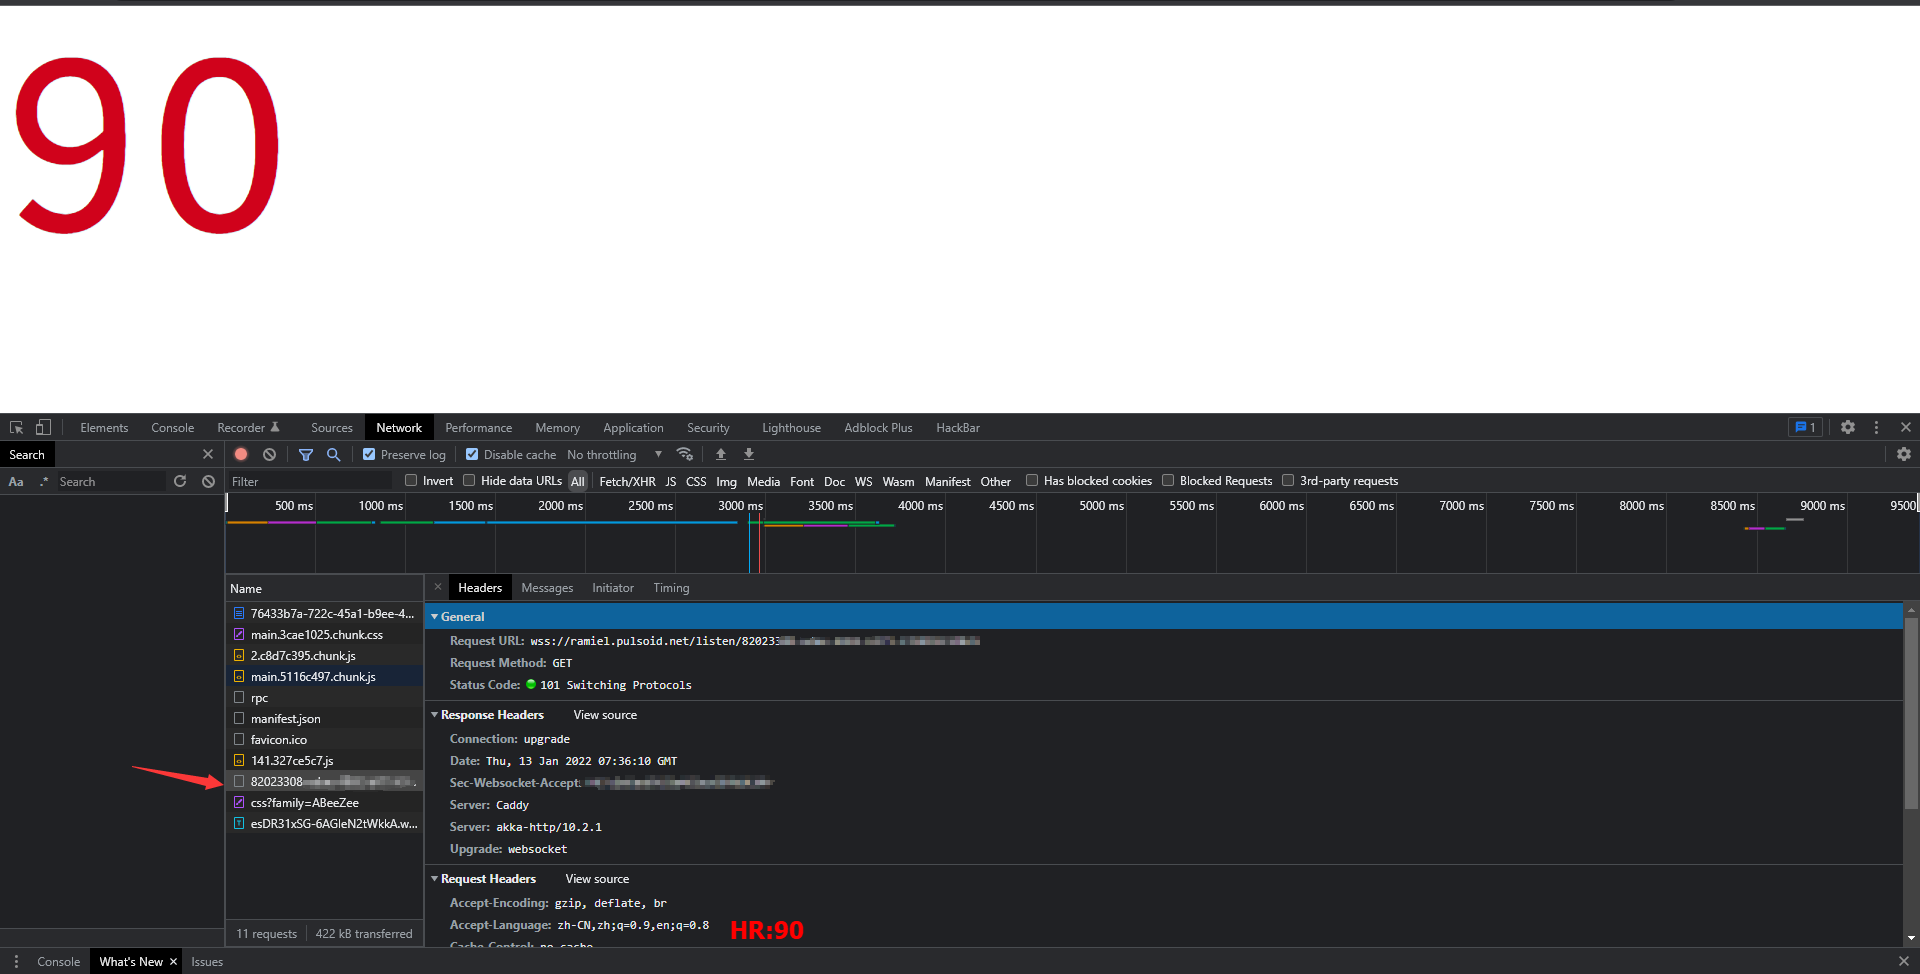 90
Elements Console Recorder Sources Network Performance Memory Application Security Lighthouse Adblock Plus HackBar 1
Search
Preserve log Disable cache No throttling
Aa .* Search
Filter Invert Hide data URLs All Fetch/XHR JS CSS Img Media Font Doc WS Wasm Manifest Other Has blocked cookies Blocked Requests 3rd-party requests
500 ms 1000 ms 1500 ms 2000 ms 2500 ms 3000 ms 3500 ms 4000 ms 4500 ms 5000 ms 5500 ms 6000 ms 6500 ms 7000 ms 7500 ms 8000 ms 8500 ms 9000 ms 9500
Name
76433b7a-722c-45a1-b9ee-4...
main.3cae1025.chunk.css
2.c8d7c395.chunk.js
main.5116c497.chunk.js
rpc
manifest.json
favicon.ico
141.327ce5c7.js
82023308
css?family=ABeeZee
esDR31xSG-6AGleN2tWkkA.w...
11 requests 422 kB transferred
Headers Messages Initiator Timing
General
Request URL: wss://ramiel.pulsoid.net/listen/820233
Request Method: GET
Status Code: 101 Switching Protocols
Response Headers View source
Connection: upgrade
Date: Thu, 13 Jan 2022 07:36:10 GMT
Sec-Websocket-Accept:
Server: Caddy
Server: akka-http/10.2.1
Upgrade: websocket
Request Headers View source
Accept-Encoding: gzip, deflate, br
Accept-Language: zh-CN,zh;q=0.9,en;q=0.8
HR:90
Cache-Control: no-cache
Console What's New Issues